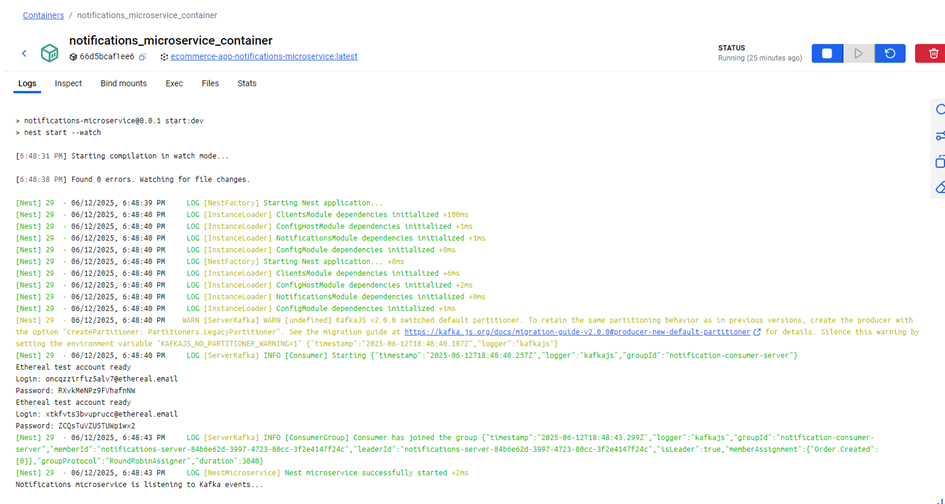 Containers / notifications_microservice_container
notifications_microservice_container
66d5bcaf1ee6 ecommerce-app-notifications-microservice:latest
STATUS
Running (25 minutes ago)
Logs Inspect Bind mounts Exec Files Stats
> notifications-microservice@0.0.1 start:dev
> nest start --watch
[6:48:31 PM] Starting compilation in watch mode...
[6:48:38 PM] Found 0 errors. Watching for file changes.
[Nest] 29 - 06/12/2025, 6:48:39 PM LOG [NestFactory] Starting Nest application...
[Nest] 29 - 06/12/2025, 6:48:40 PM LOG [InstanceLoader] ClientsModule dependencies initialized +100ms
[Nest] 29 - 06/12/2025, 6:48:40 PM LOG [InstanceLoader] ConfigHostModule dependencies initialized +1ms
[Nest] 29 - 06/12/2025, 6:48:40 PM LOG [InstanceLoader] NotificationsModule dependencies initialized +1ms
[Nest] 29 - 06/12/2025, 6:48:40 PM LOG [InstanceLoader] ConfigModule dependencies initialized +0ms
[Nest] 29 - 06/12/2025, 6:48:40 PM LOG [NestFactory] Starting Nest application... +8ms
[Nest] 29 - 06/12/2025, 6:48:40 PM LOG [InstanceLoader] ClientsModule dependencies initialized +6ms
[Nest] 29 - 06/12/2025, 6:48:40 PM LOG [InstanceLoader] ConfigHostModule dependencies initialized +2ms
[Nest] 29 - 06/12/2025, 6:48:40 PM LOG [InstanceLoader] NotificationsModule dependencies initialized +0ms
[Nest] 29 - 06/12/2025, 6:48:40 PM LOG [InstanceLoader] ConfigModule dependencies initialized +1ms
[Nest] 29 - 06/12/2025, 6:48:40 PM WARN [ServerKafka] WARN [undefined] KafkaJS v2.0.0 switched default partitioner. To retain the same partitioning behavior as in previous versions, create the producer with
the option "createPartitioner: Partitioners.LegacyPartitioner". See the migration guide at https://kafka.js.org/docs/migration-guide-v2.0.0#producer-new-default-partitioner for details. Silence this warning by
setting the environment variable "KAFKAJS_NO_PARTITIONER_WARNING=1" {"timestamp":"2025-06-12T18:48:40.187Z","logger":"kafkajs"}
[Nest] 29 - 06/12/2025, 6:48:40 PM LOG [ServerKafka] INFO [Consumer] Starting {"timestamp":"2025-06-12T18:48:40.257Z","logger":"kafkajs","groupId":"notification-consumer-server"}
Ethereal test account ready
Login: oncqzzirfiz5alv7@ethereal.email
Password: RXvkMeNPz9FVhafnNW
Ethereal test account ready
Login: xtkfvts3bvuprucc@ethereal.email
Password: ZCQsTuVZUSTUWp1wx2
[Nest] 29 - 06/12/2025, 6:48:43 PM LOG [ServerKafka] INFO [ConsumerGroup] Consumer has joined the group {"timestamp":"2025-06-12T18:48:43.299Z","logger":"kafkajs","groupId":"notification-consumer-
server","memberId":"notifications-server-84b6e62d-3997-4723-80cc-3f2e4147f24c","leaderId":"notifications-server-84b6e62d-3997-4723-80cc-3f2e4147f24c","isLeader":true,"memberAssignment":{"Order.Created":
[0]},"groupProtocol":"RoundRobinAssigner","duration":3040}
[Nest] 29 - 06/12/2025, 6:48:43 PM LOG [NestMicroservice] Nest microservice successfully started +2ms
Notifications microservice is listening to Kafka events...